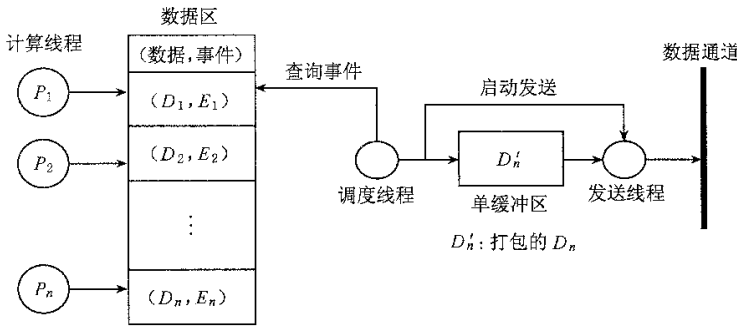 数据区
计算线程
(数据,事件)
数据通道
查询事件
P₁
(D₁,E₁)
启动发送
P₂
(D₂,E₂)
D′ₙ
调度线程
单缓冲区
发送线程
⋮
D′ₙ:打包的 Dₙ
Pₙ
(Dₙ,Eₙ)